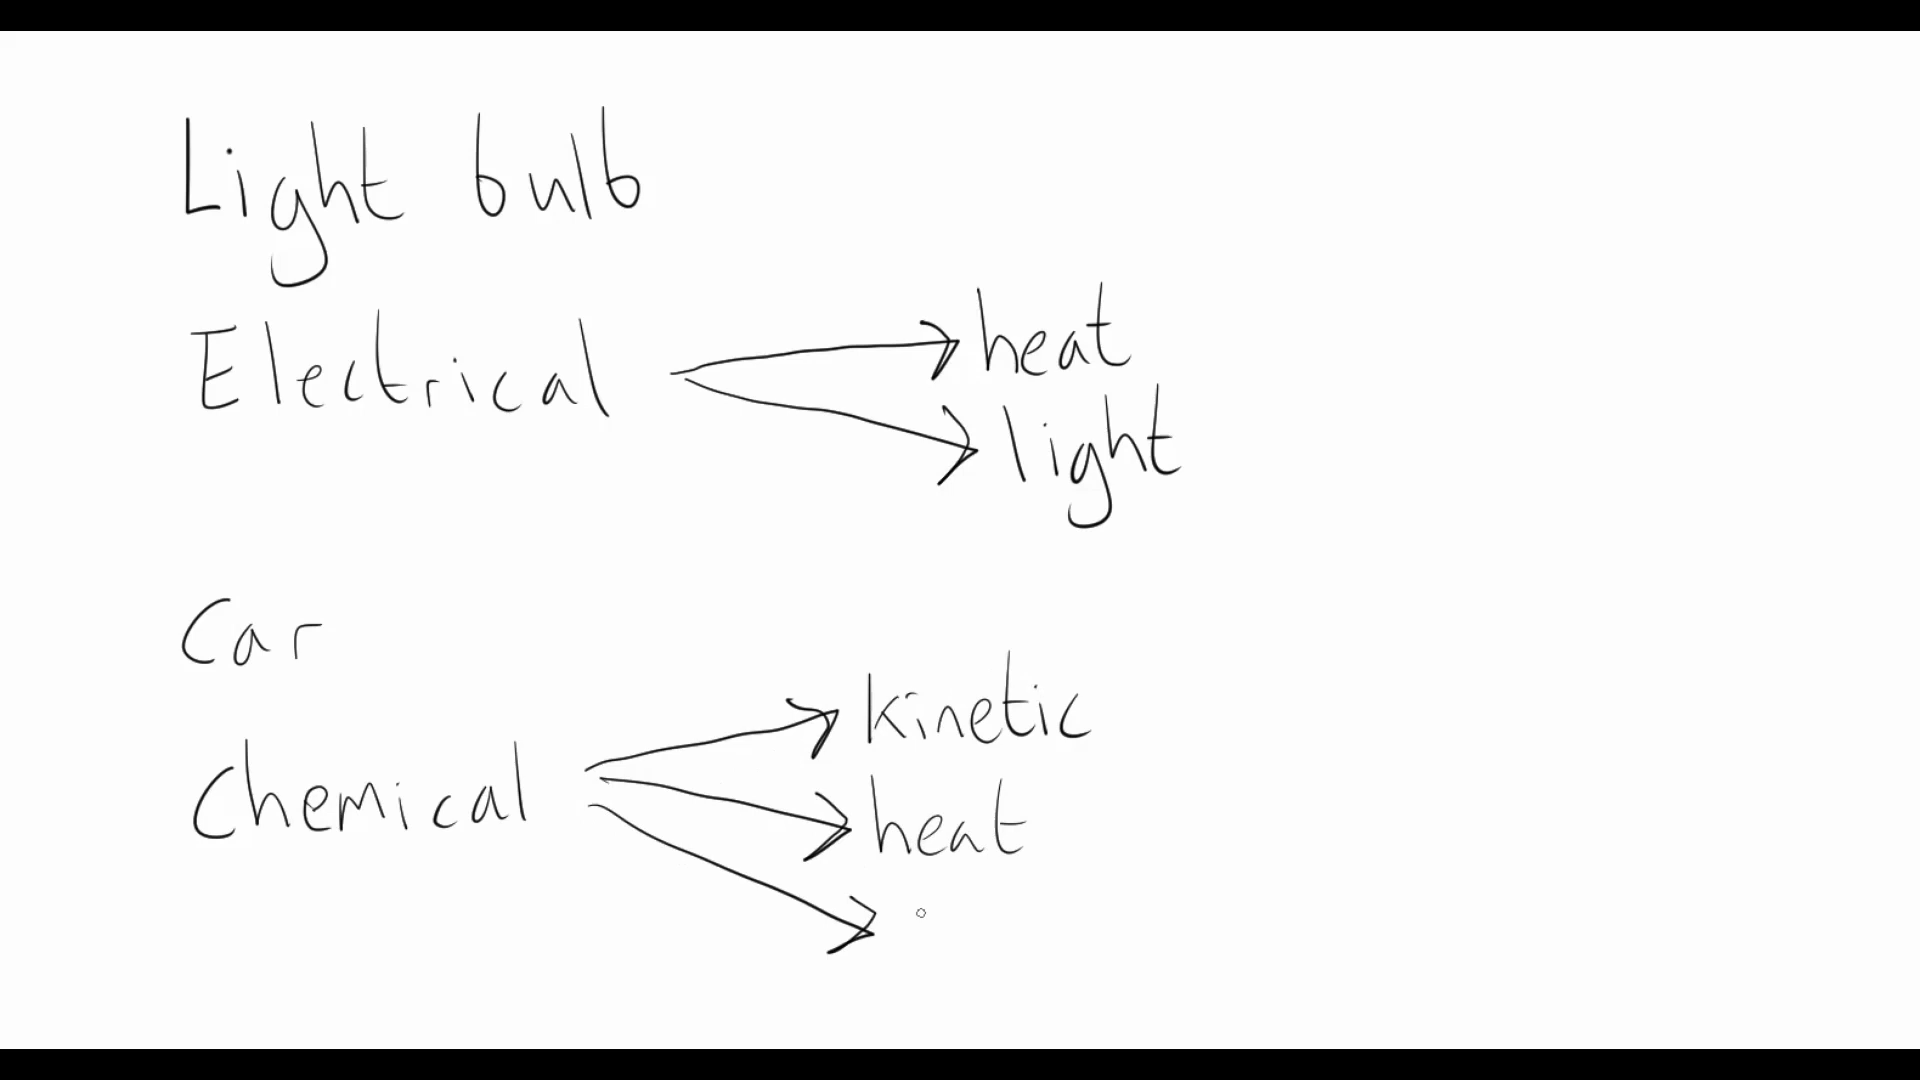 Light bulb
Electrical
heat
light
Car
Chemical
kinetic
heat